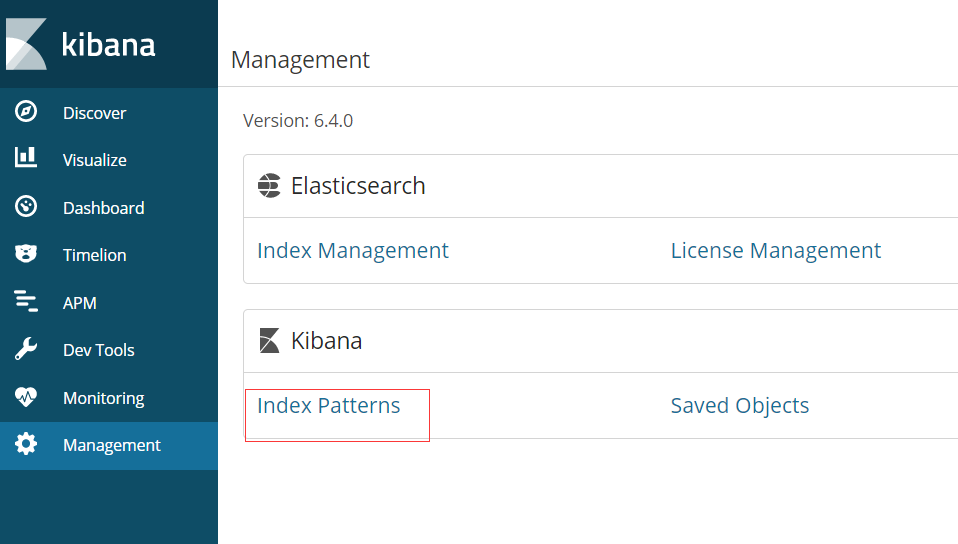 kibana
Discover
Visualize
Dashboard
Timelion
APM
Dev Tools
Monitoring
Management
Management
Version: 6.4.0
Elasticsearch
Index Management License Management
Kibana
Index Patterns Saved Objects